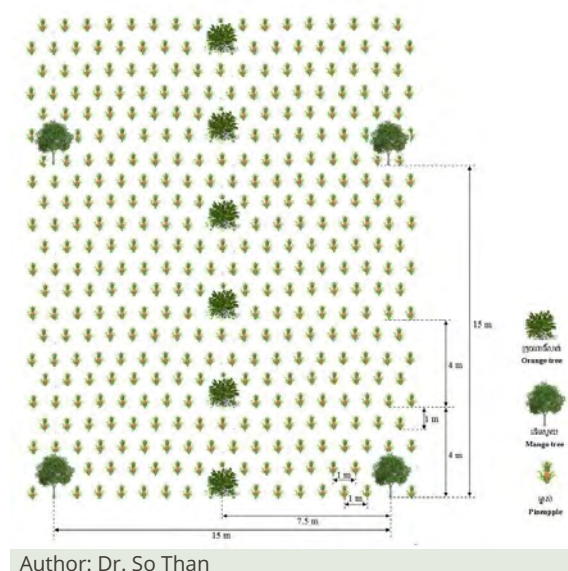 15 m
4 m
1 m
4 m
1 m
1 m
7.5 m
15 m
Orange tree
Mango tree
Pineapple
Author: Dr. So Than